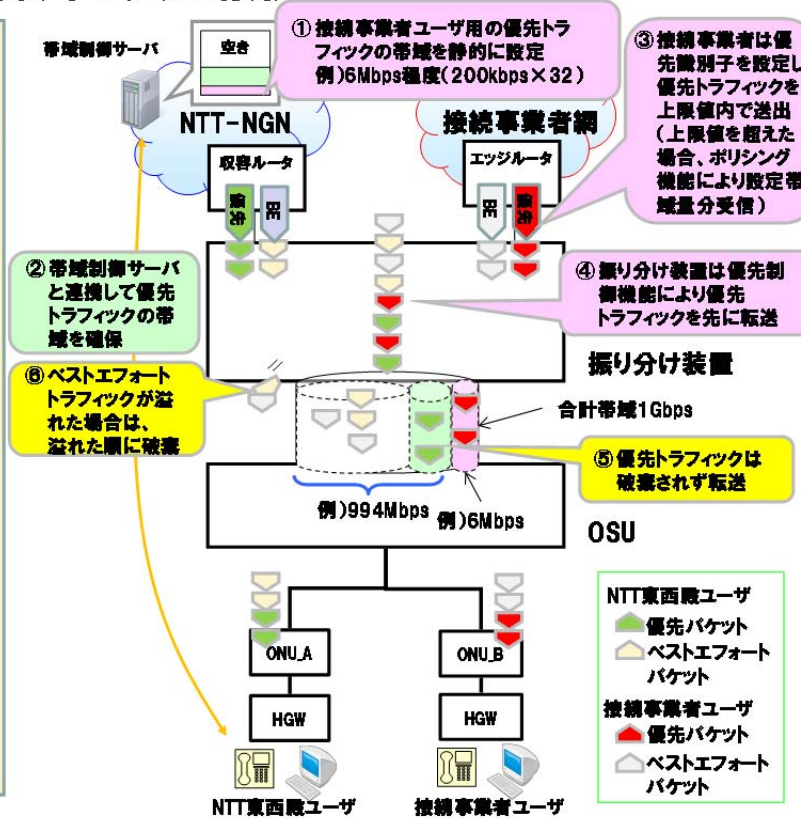 帯域制御サーバ
空き
NTT-NGN
収容ルータ
優先
BE
①接続事業者ユーザ用の優先トラ
フィックの帯域を静的に設定
例)6Mbps程度(200kbps×32)
接続事業者網
エッジルータ
BE
優先
③接続事業者は優
先識別子を設定し
優先トラフィックを
上限値内で送出
(上限値を超えた
場合、ポリシング
機能により設定帯
域量分受信)
②帯域制御サーバ
と連携して優先
トラフィックの帯
域を確保
④振り分け装置は優先制
御機能により優先
トラフィックを先に転送
振り分け装置
⑥ベストエフォート
トラフィックが溢
れた場合は、
溢れた順に破棄
合計帯域1Gbps
⑤優先トラフィックは
破棄されず転送
例)994Mbps
例)6Mbps
OSU
ONU_A
ONU_B
HGW
HGW
NTT東西殿ユーザ
接続事業者ユーザ
NTT東西殿ユーザ
優先パケット
ベストエフォート
パケット
接続事業者ユーザ
優先パケット
ベストエフォート
パケット